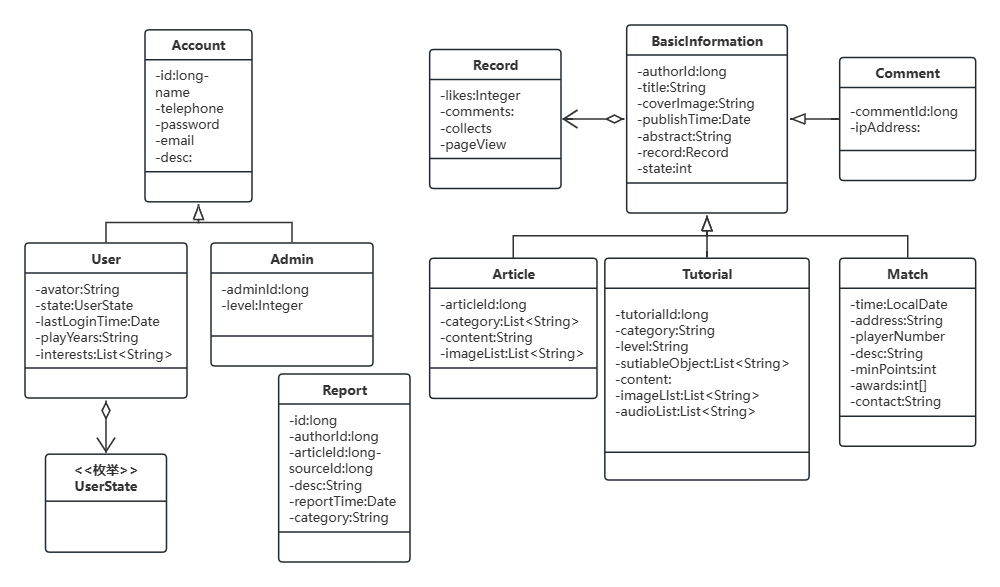 Account
-id:long-
name
-telephone
-password
-email
-desc:
Record
-likes:Integer
-comments:
-collects
-pageView
BasicInformation
-authorId:long
-title:String
-coverImage:String
-publishTime:Date
-abstract:String
-record:Record
-state:int
Comment
-commentId:long
-ipAddress:
User
-avator:String
-state:UserState
-lastLoginTime:Date
-playYears:String
-interests:List<String>
Admin
-adminId:long
-level:Integer
Article
-articleId:long
-category:List<String>
-content:String
-imageList:List<String>
Tutorial
-tutorialId:long
-category:String
-level:String
-sutiableObject:List<String>
-content:
-imageLIst:List<String>
-audioList:List<String>
Match
-time:LocalDate
-address:String
-playerNumber
-desc:String
-minPoints:int
-awards:int[]
-contact:String
Report
-id:long
-authorId:long
-articleId:long-
sourceId:long
-desc:String
-reportTime:Date
-category:String
<<枚举>>
UserState